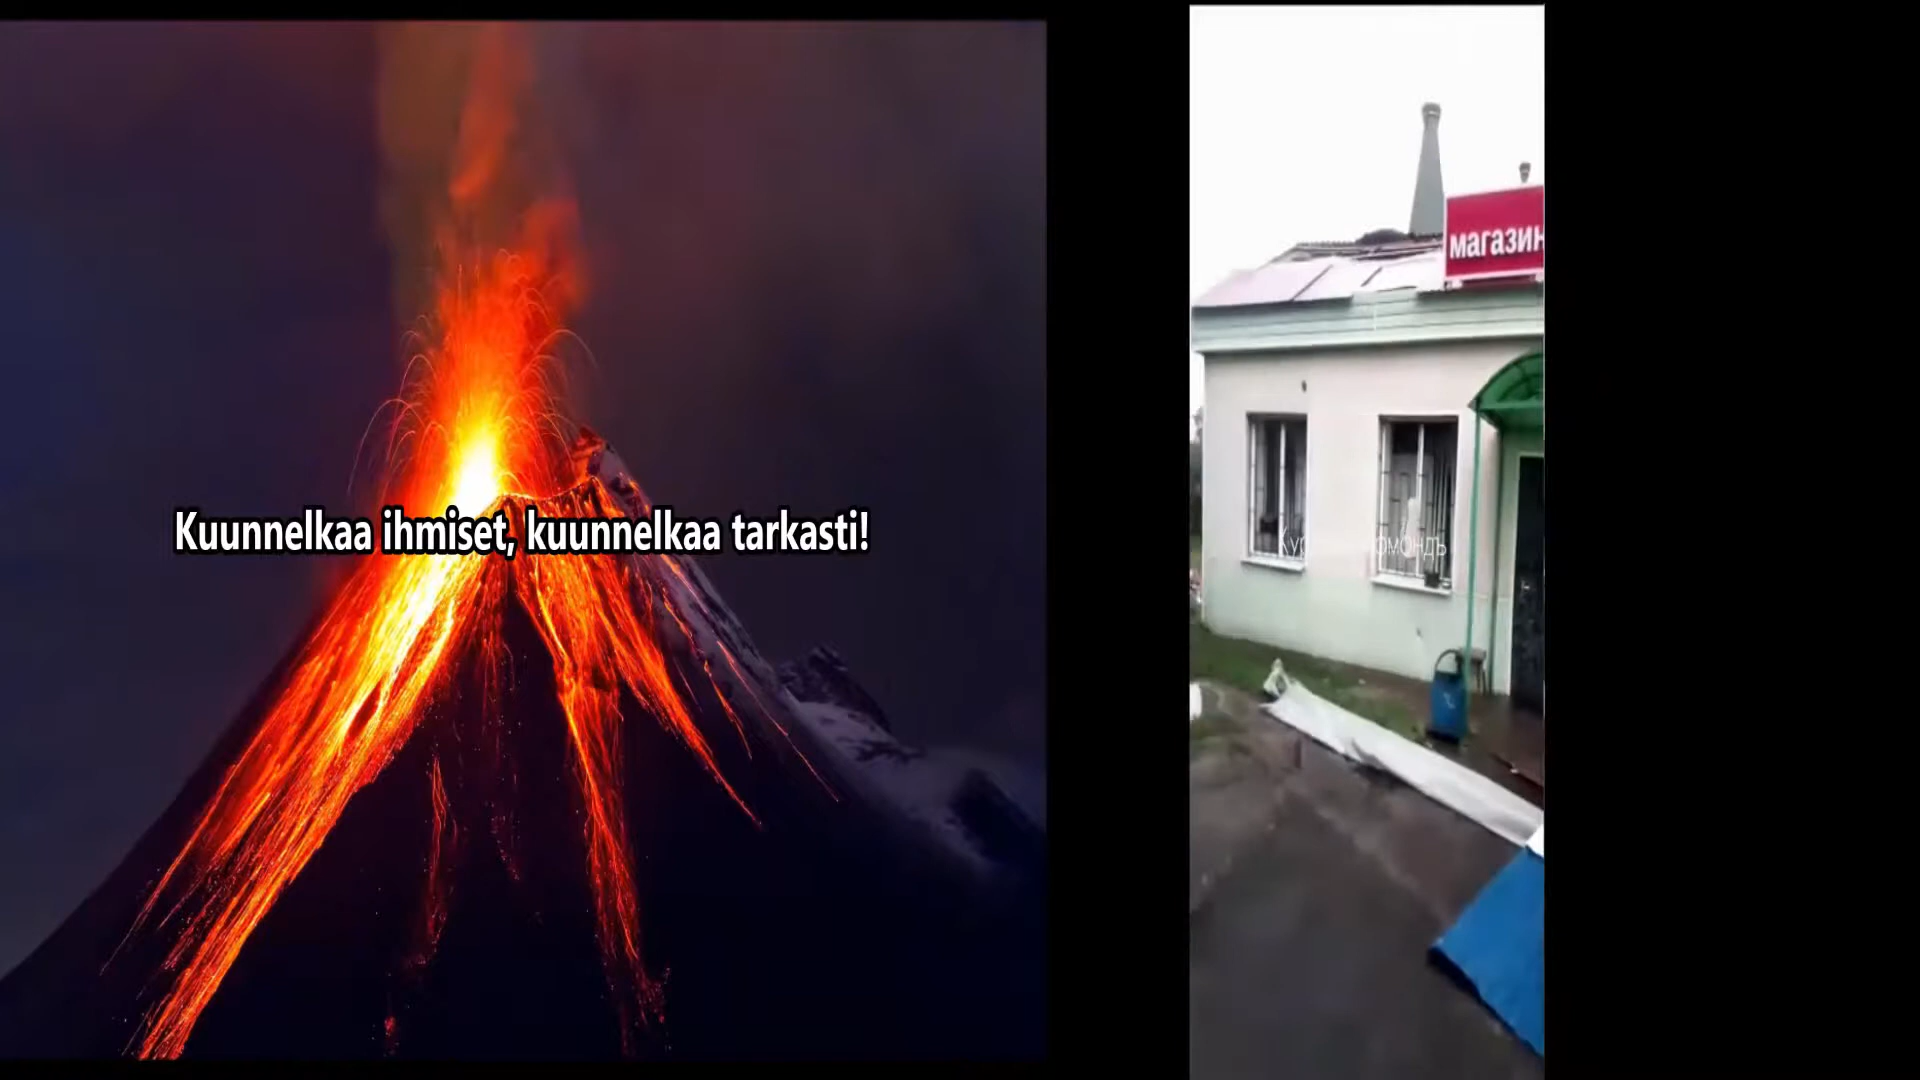 Kuunnelkaa ihmiset, kuunnelkaa tarkasti!
магазин